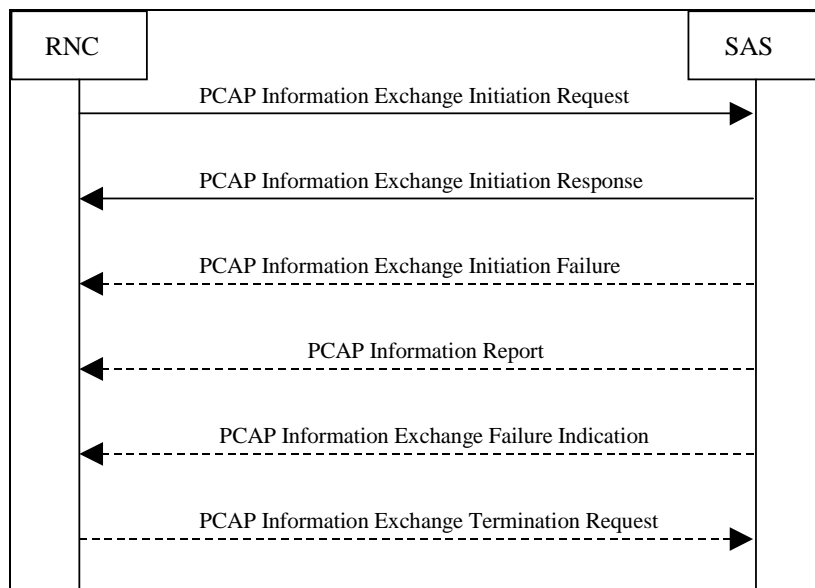 RNC
SAS
PCAP Information Exchange Initiation Request
PCAP Information Exchange Initiation Response
PCAP Information Exchange Initiation Failure
PCAP Information Report
PCAP Information Exchange Failure Indication
PCAP Information Exchange Termination Request